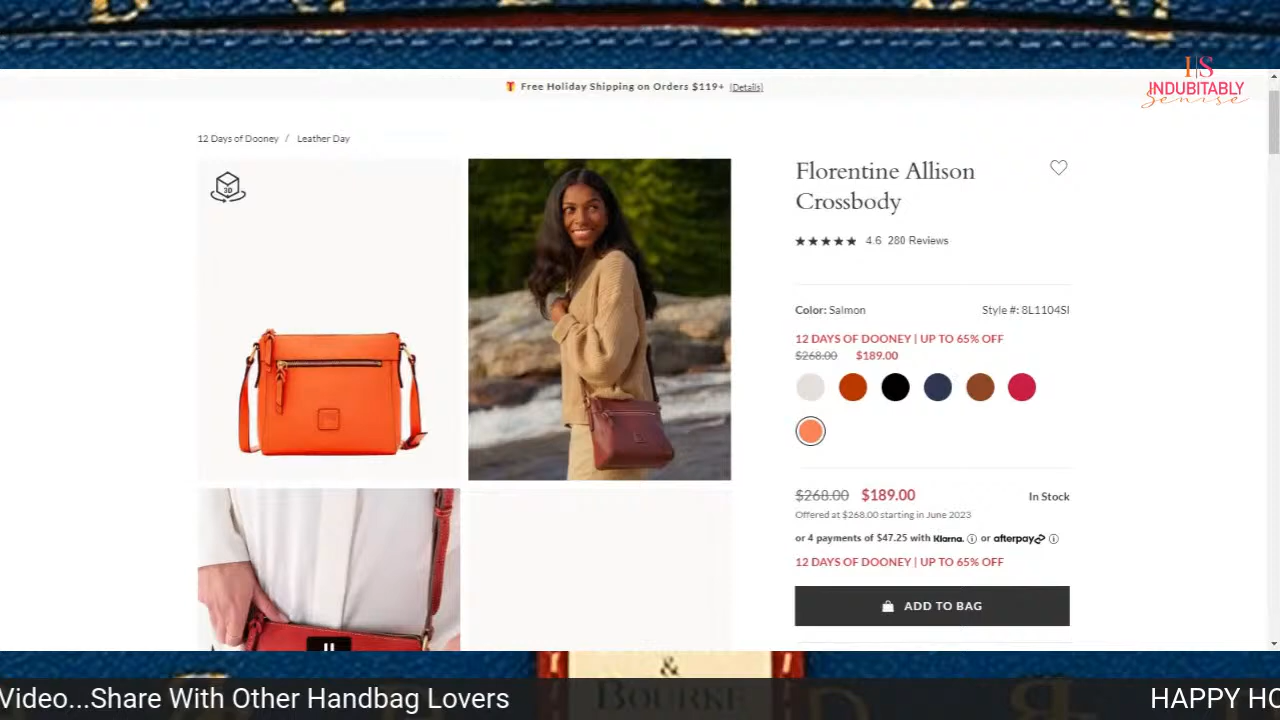 IS
INDUBITABLY
Senise
Free Holiday Shipping on Orders $119+ (Details)
12 Days of Dooney / Leather Day
3D
Florentine Allison
Crossbody
4.6 280 Reviews
Color: Salmon Style #: 8L1104SI
12 DAYS OF DOONEY | UP TO 65% OFF
$268.00 $189.00
$268.00 $189.00 In Stock
Offered at $268.00 starting in June 2023
or 4 payments of $47.25 with Klarna. or afterpay
12 DAYS OF DOONEY | UP TO 65% OFF
ADD TO BAG
&
BOURKE
Video...Share With Other Handbag Lovers HAPPY HO